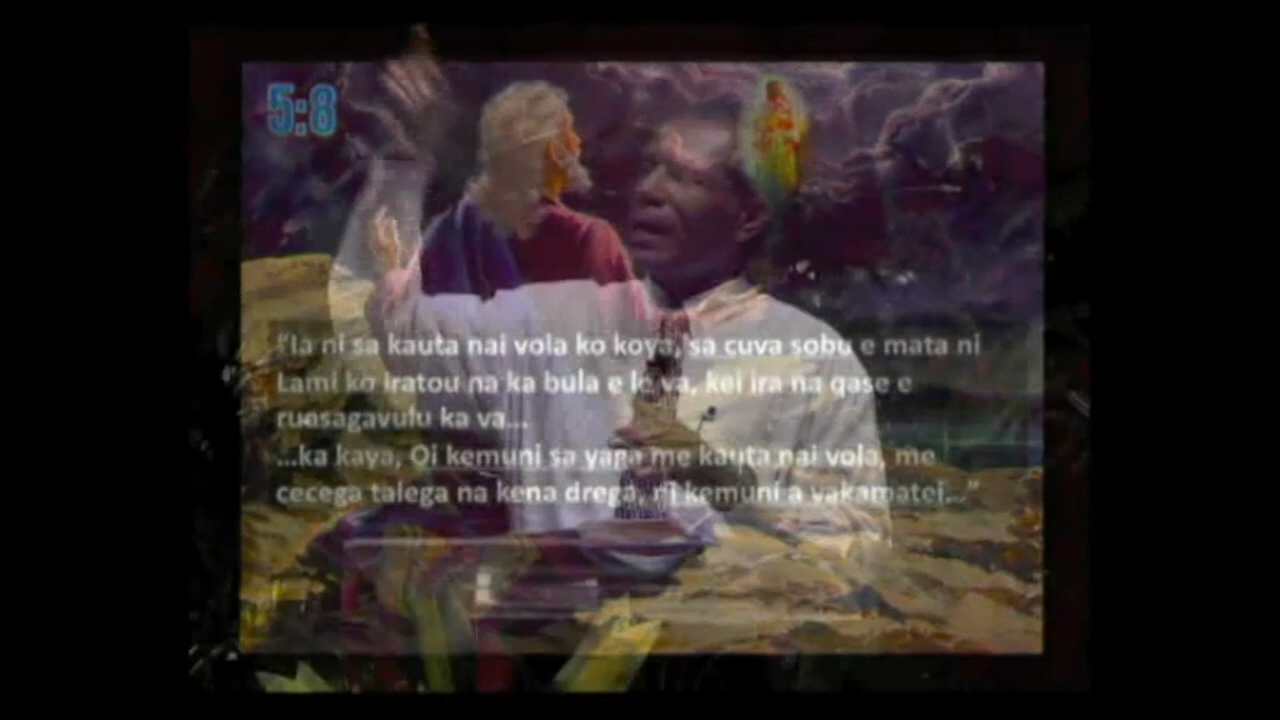 5:8
"Ia ni sa kauta nai vola ko koya, sa cuva sobu e mata ni
Lami ko iratou na ka bula e le va, kei ira na qase e
ruasagavulu ka va...
...ka kaya, Oi kemuni sa yaga me kauta nai vola, me
cecega talega na kena drega, ni kemuni a vakamatei..."